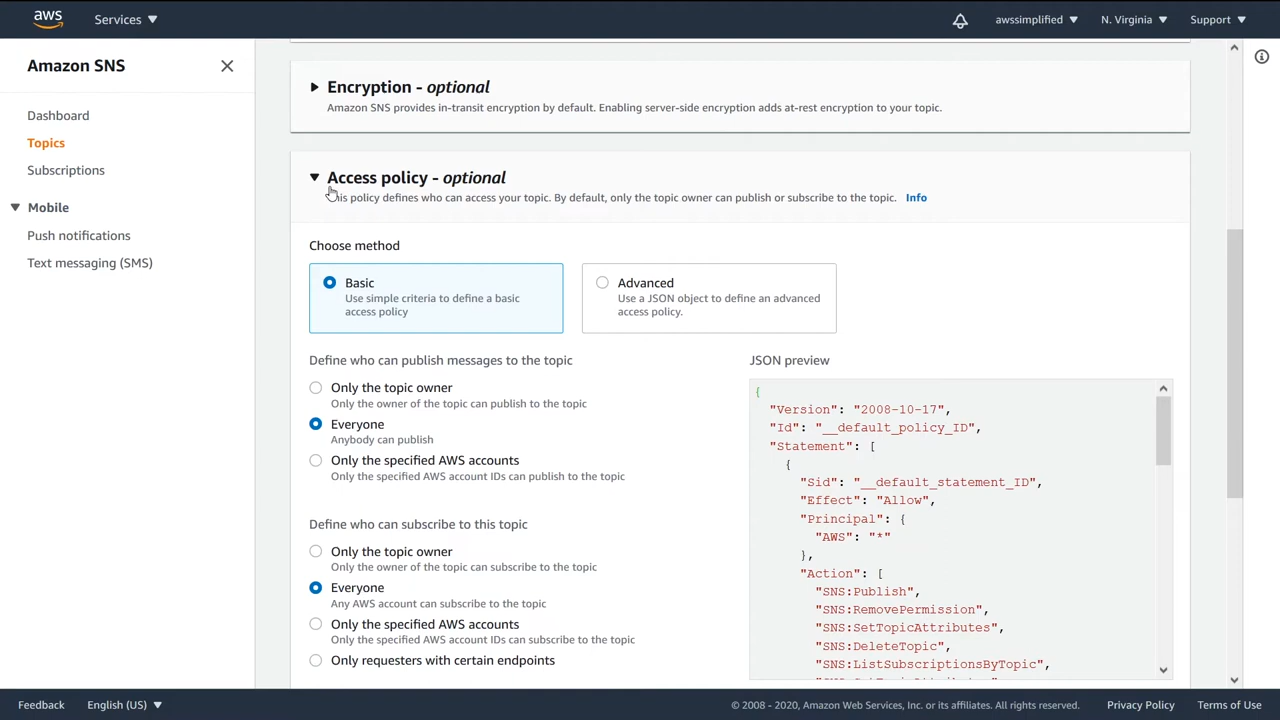 aws
Services
awssimplified
N. Virginia
Support
Amazon SNS
Dashboard
Topics
Subscriptions
Mobile
Push notifications
Text messaging (SMS)
Encryption - optional
Amazon SNS provides in-transit encryption by default. Enabling server-side encryption adds at-rest encryption to your topic.
Access policy - optional
his policy defines who can access your topic. By default, only the topic owner can publish or subscribe to the topic. Info
Choose method
Basic
Use simple criteria to define a basic
access policy
Advanced
Use a JSON object to define an advanced
access policy.
Define who can publish messages to the topic
Only the topic owner
Only the owner of the topic can publish to the topic
Everyone
Anybody can publish
Only the specified AWS accounts
Only the specified AWS account IDs can publish to the topic
Define who can subscribe to this topic
Only the topic owner
Only the owner of the topic can subscribe to the topic
Everyone
Any AWS account can subscribe to the topic
Only the specified AWS accounts
Only the specified AWS account IDs can subscribe to the topic
Only requesters with certain endpoints
JSON preview
{
"Version": "2008-10-17",
"Id": "__default_policy_ID",
"Statement": [
{
"Sid": "__default_statement_ID",
"Effect": "Allow",
"Principal": {
"AWS": "*"
},
"Action": [
"SNS:Publish",
"SNS:RemovePermission",
"SNS:SetTopicAttributes",
"SNS:DeleteTopic",
"SNS:ListSubscriptionsByTopic",
Feedback
English (US)
© 2008 - 2020, Amazon Web Services, Inc. or its affiliates. All rights reserved.
Privacy Policy
Terms of Use